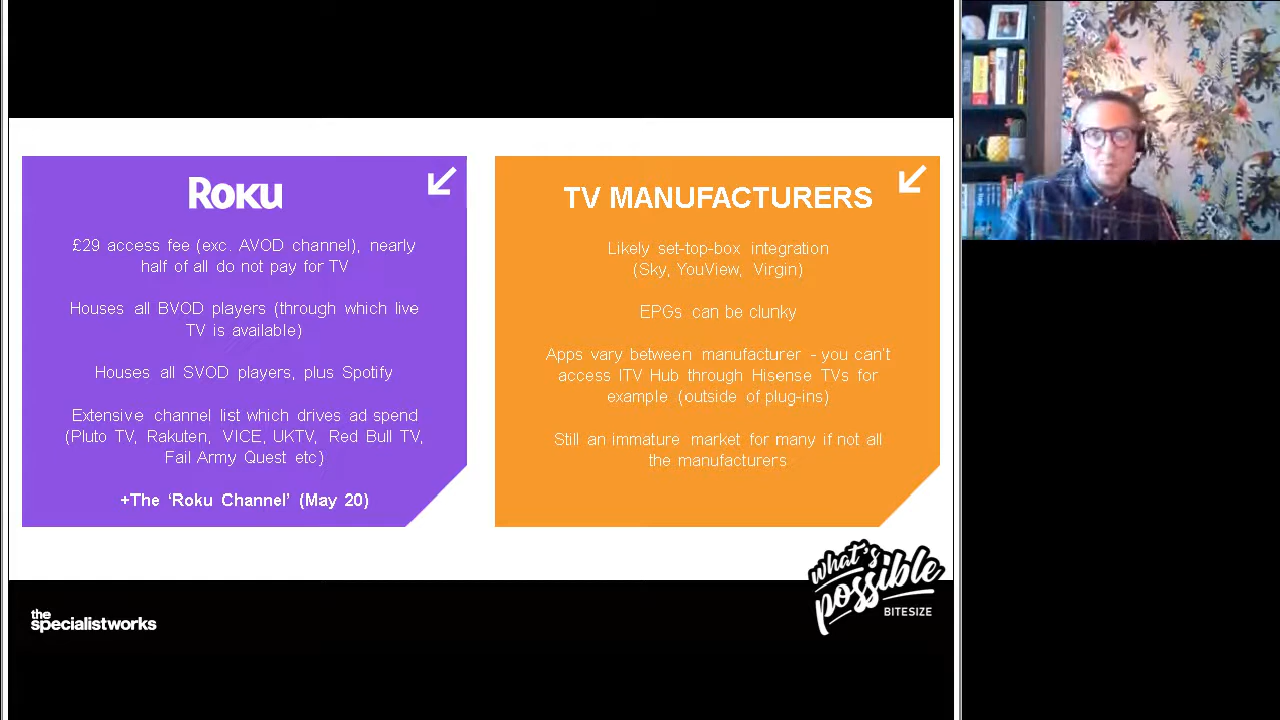 Roku
£29 access fee (exc. AVOD channel), nearly
half of all do not pay for TV
Houses all BVOD players (through which live
TV is available)
Houses all SVOD players, plus Spotify
Extensive channel list which drives ad spend
(Pluto TV, Rakuten, VICE, UKTV, Red Bull TV,
Fail Army Quest etc)
+The ‘Roku Channel’ (May 20)
TV MANUFACTURERS
Likely set-top-box integration
(Sky, YouView, Virgin)
EPGs can be clunky
Apps vary between manufacturer - you can't
access ITV Hub through Hisense TVs for
example (outside of plug-ins)
Still an immature market for many if not all
the manufacturers
what's
possible
BITESIZE
the
specialistworks